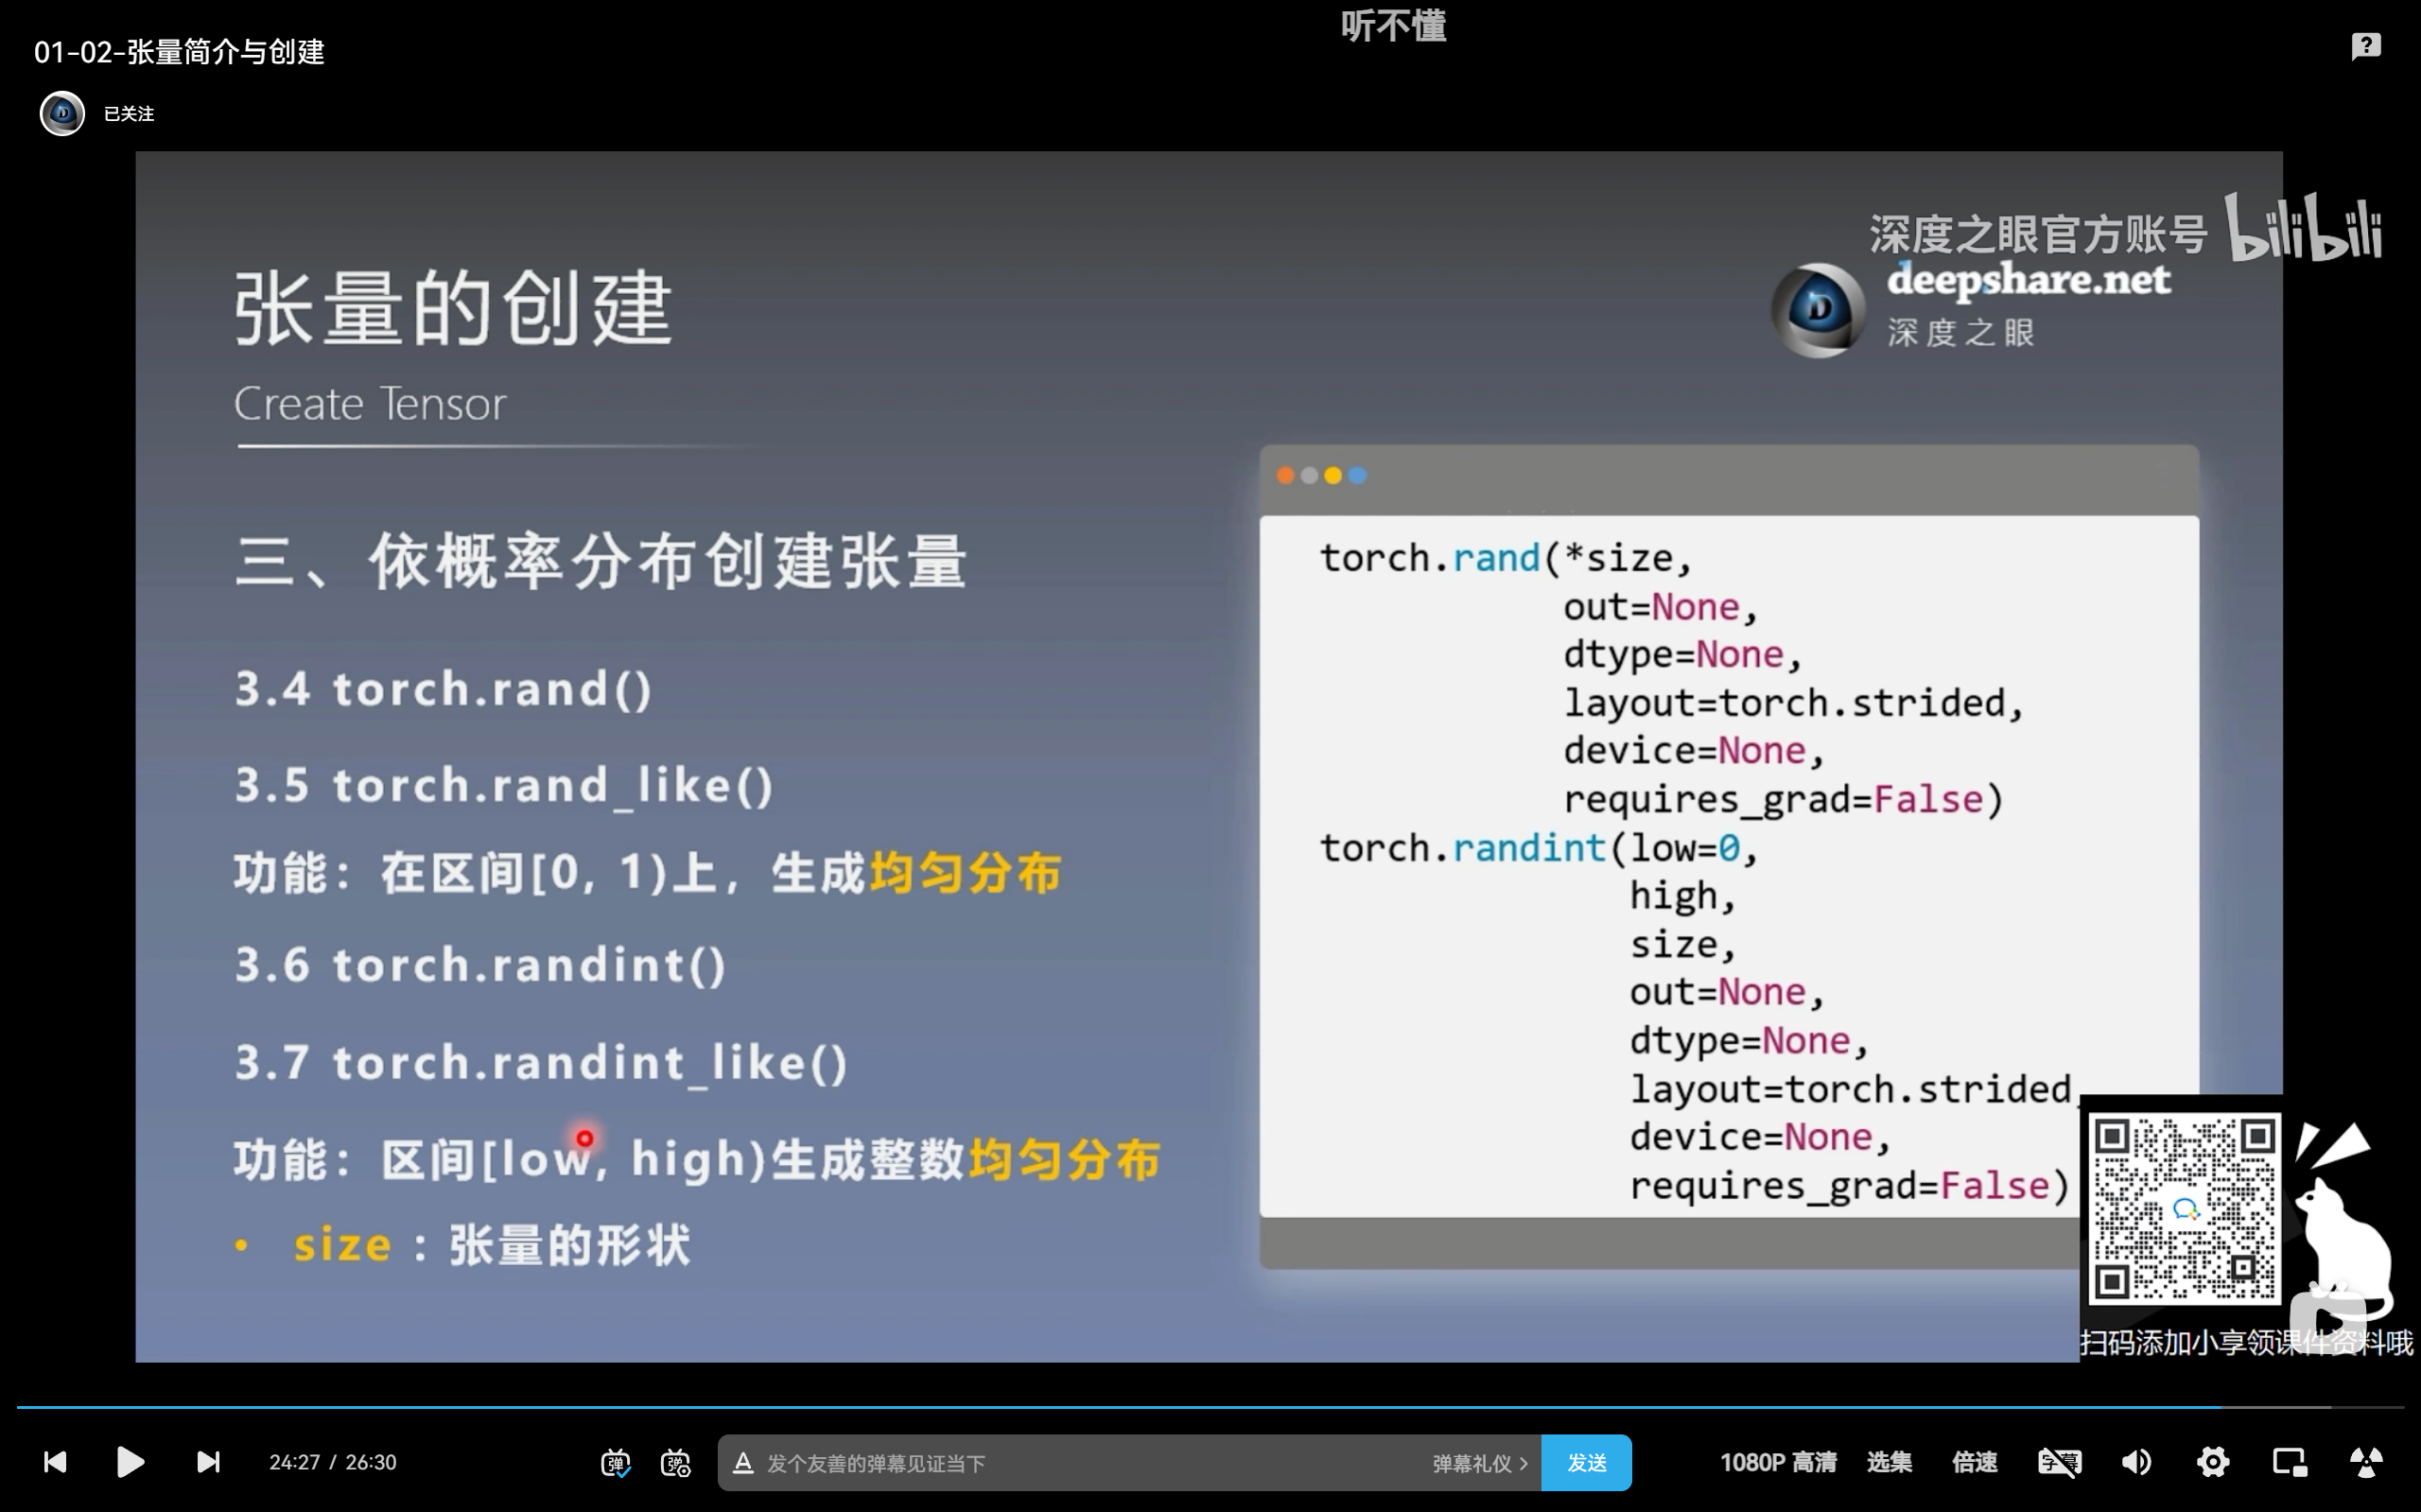 听不懂
01-02-张量简介与创建
已关注
深度之眼官方账号 bilibili
deepshare.net
深度之眼
张量的创建
Create Tensor
三、依概率分布创建张量
3.4 torch.rand()
3.5 torch.rand_like()
功能：在区间[0, 1)上，生成均匀分布
3.6 torch.randint()
3.7 torch.randint_like()
功能：区间[low, high)生成整数均匀分布
• size：张量的形状
torch.rand(*size,
out=None,
dtype=None,
layout=torch.strided,
device=None,
requires_grad=False)
torch.randint(low=0,
high,
size,
out=None,
dtype=None,
layout=torch.strided,
device=None,
requires_grad=False)
扫码添加小享领课件资料哦
24:27 / 26:30
弹
弹
A 发个友善的弹幕见证当下
弹幕礼仪 >
发送
1080P 高清
选集
倍速
字幕